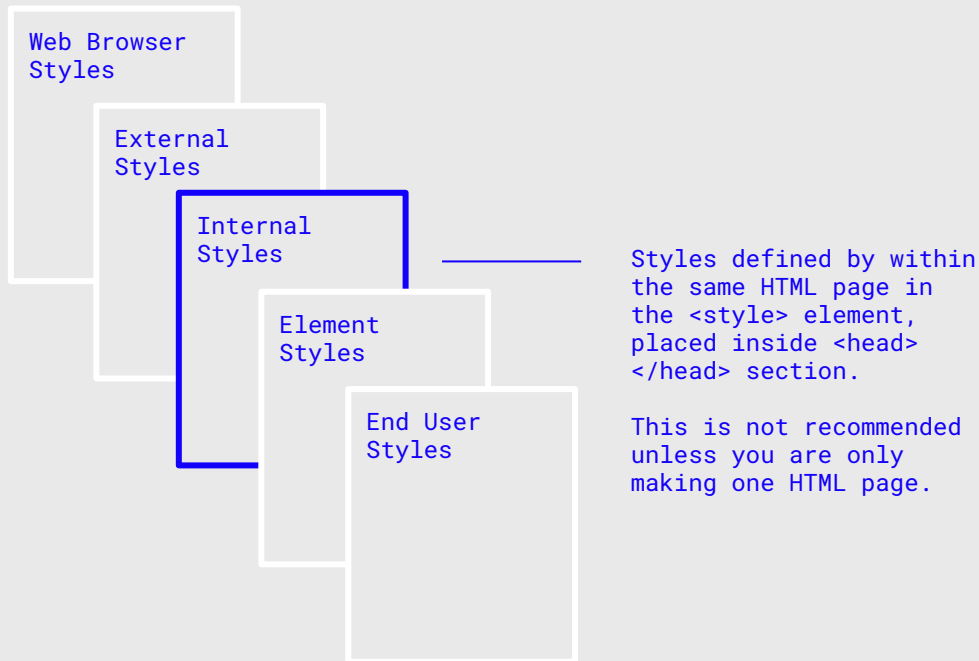 Web Browser
Styles
External
Styles
Internal
Styles
Element
Styles
End User
Styles
Styles defined by within
the same HTML page in
the <style> element,
placed inside <head>
</head> section.
This is not recommended
unless you are only
making one HTML page.